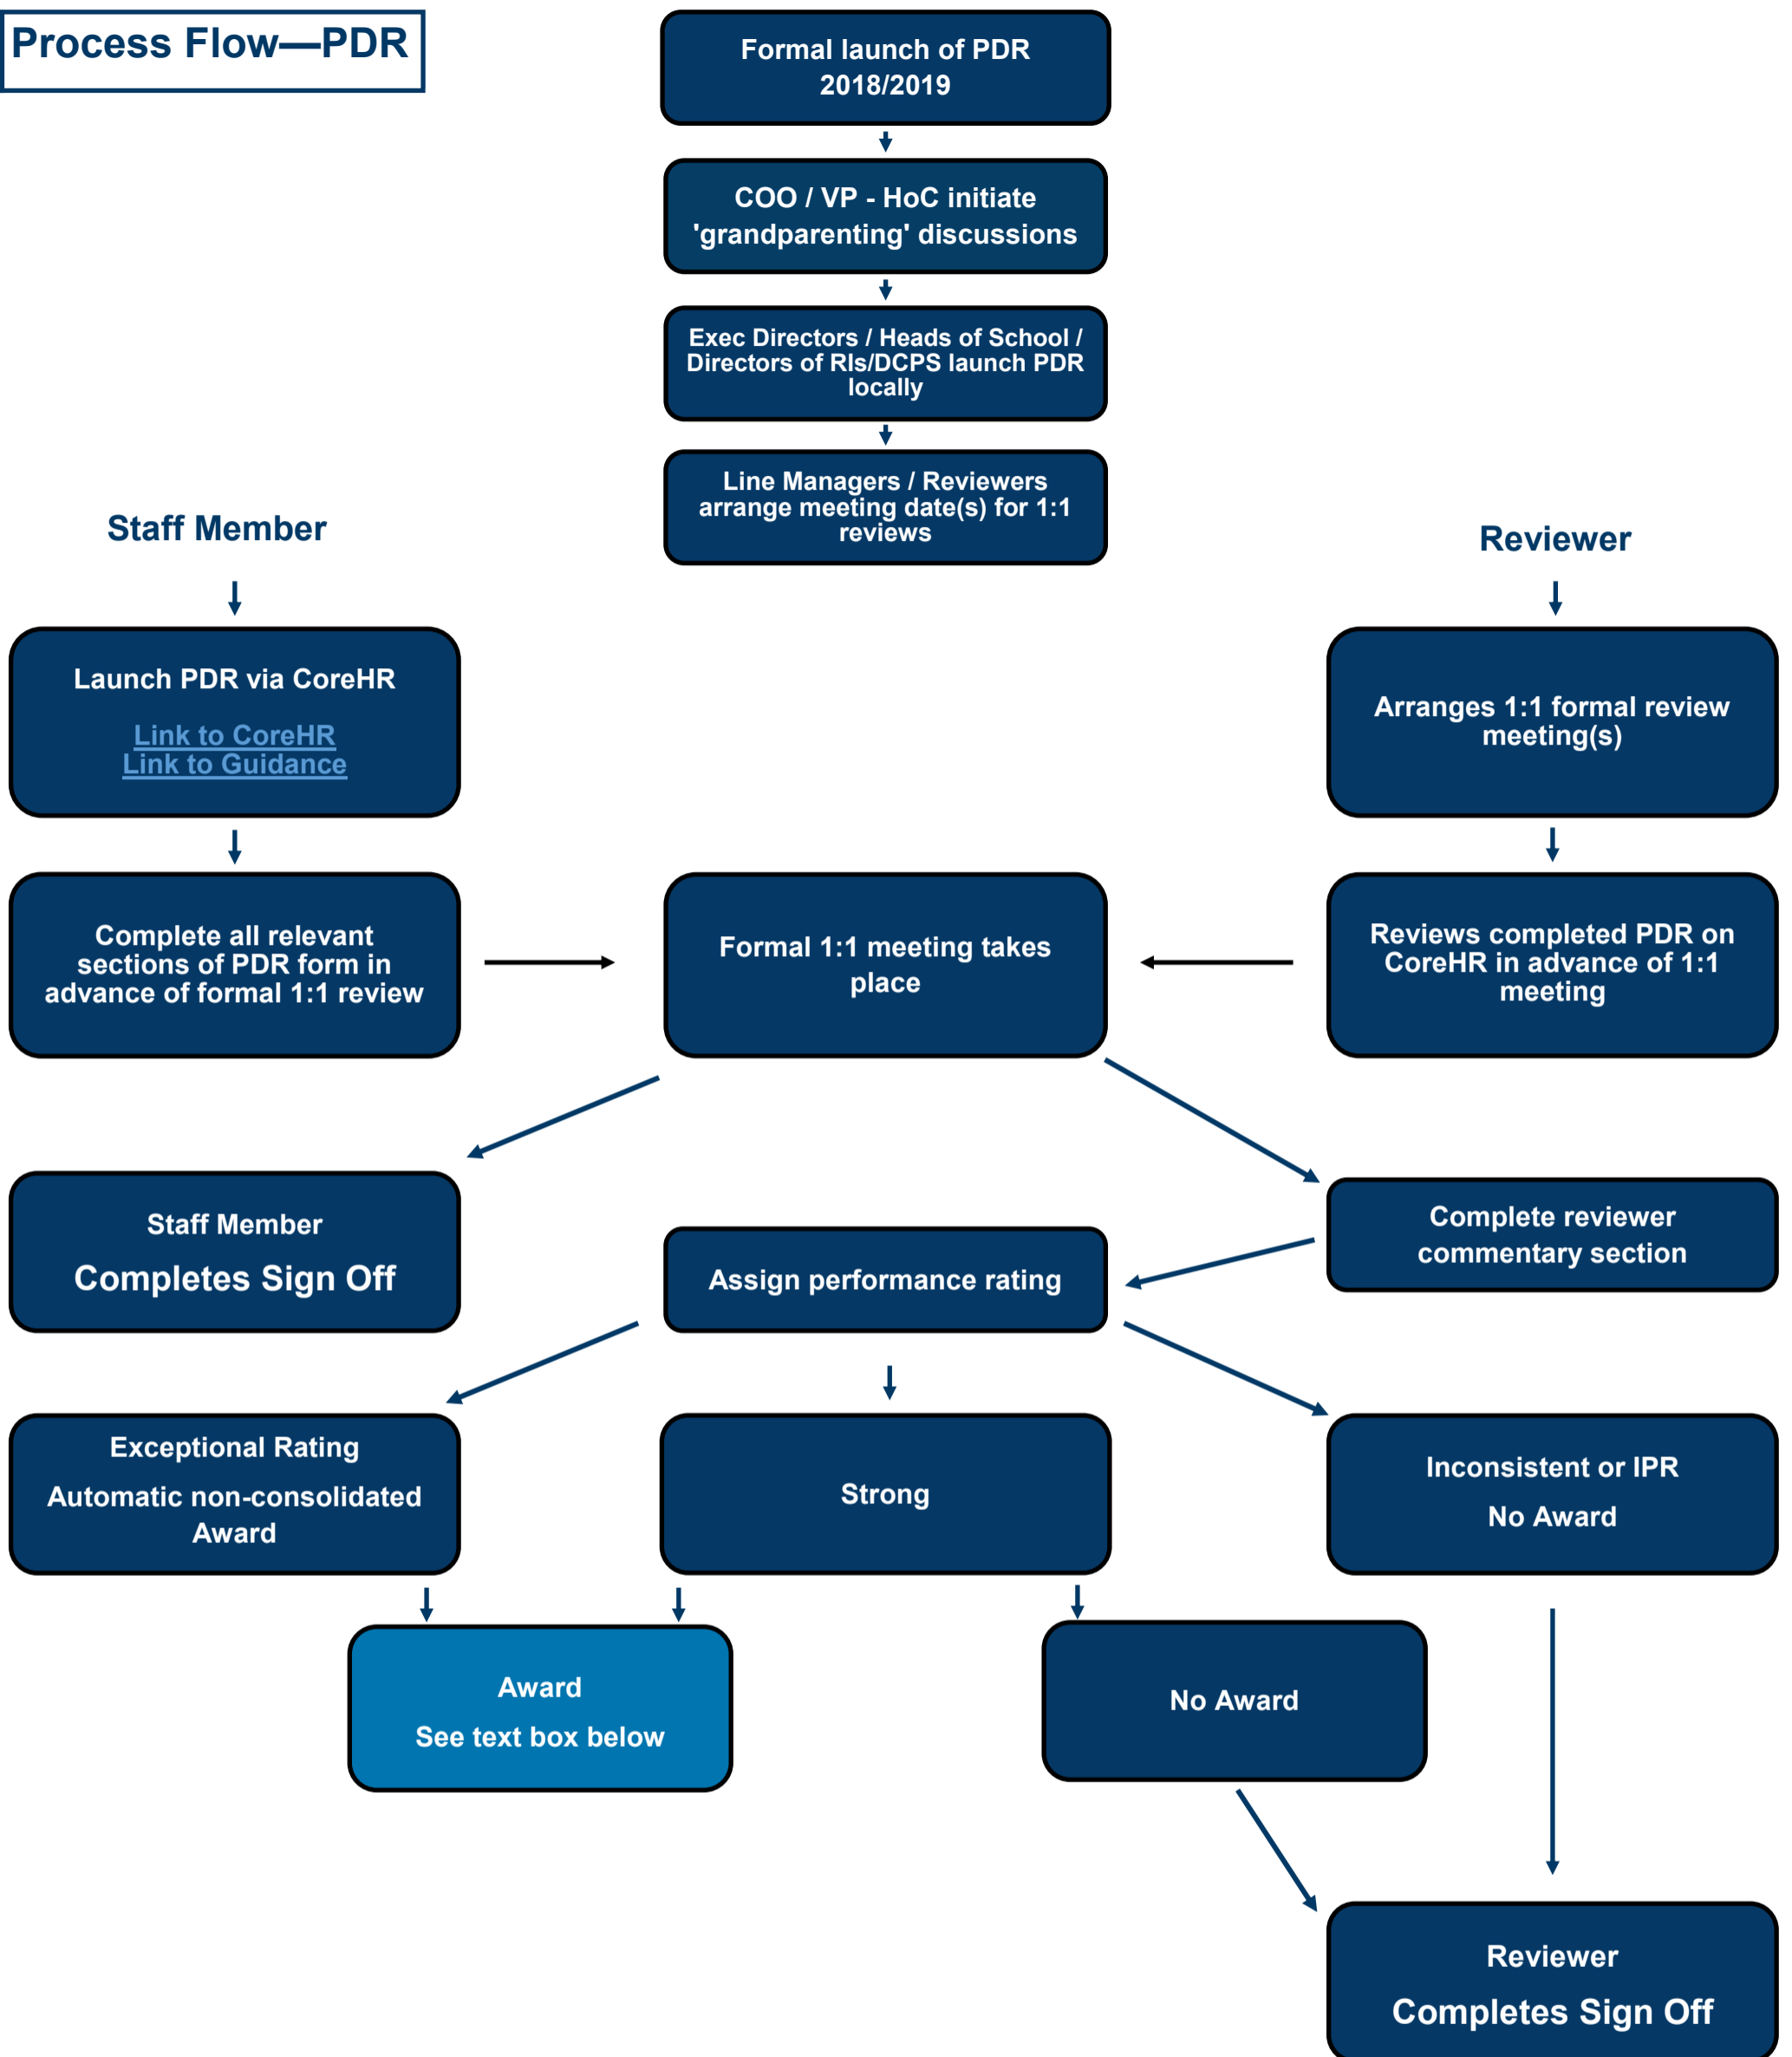 Process Flow—PDR
Formal launch of PDR
2018/2019
COO / VP - HoC initiate
'grandparenting' discussions
Exec Directors / Heads of School /
Directors of RIs/DCPS launch PDR
locally
Line Managers / Reviewers
arrange meeting date(s) for 1:1
reviews
Staff Member
Reviewer
Launch PDR via CoreHR
Link to CoreHR
Link to Guidance
Arranges 1:1 formal review
meeting(s)
Complete all relevant
sections of PDR form in
advance of formal 1:1 review
Formal 1:1 meeting takes
place
Reviews completed PDR on
CoreHR in advance of 1:1
meeting
Staff Member
Completes Sign Off
Assign performance rating
Complete reviewer
commentary section
Exceptional Rating
Automatic non-consolidated
Award
Strong
Inconsistent or IPR
No Award
Award
See text box below
No Award
Reviewer
Completes Sign Off